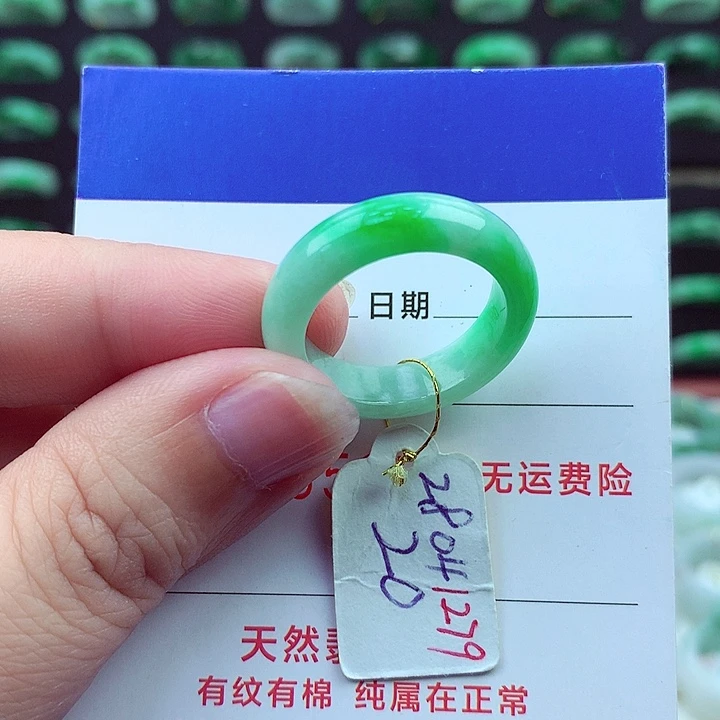 日期
无运费险
28041279
20
天然
有纹有棉 纯属在正常